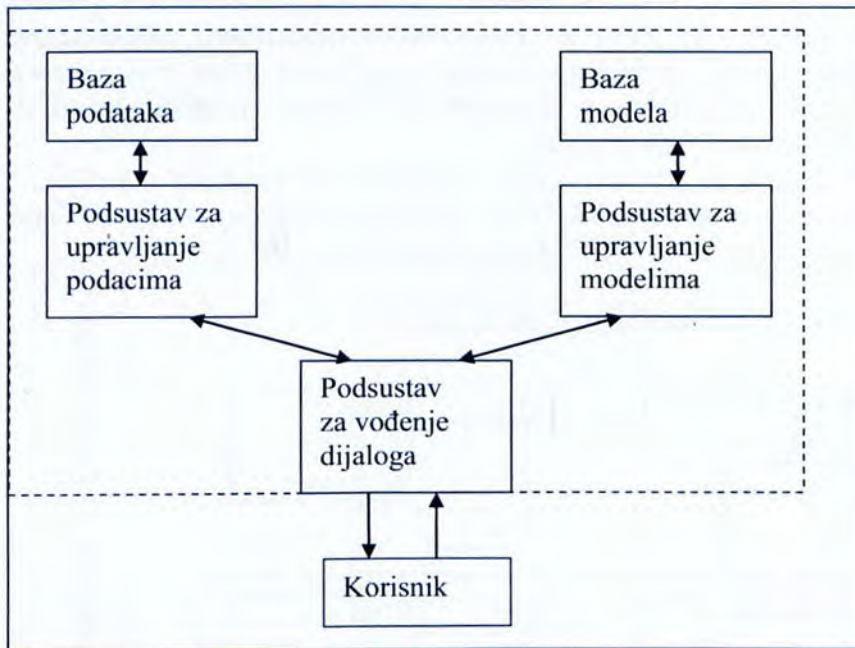 Baza
podataka
Baza
modela
Podsustav za
upravljanje
podacima
Podsustav za
upravljanje
modelima
Podsustav
za vođenje
dijaloga
Korisnik